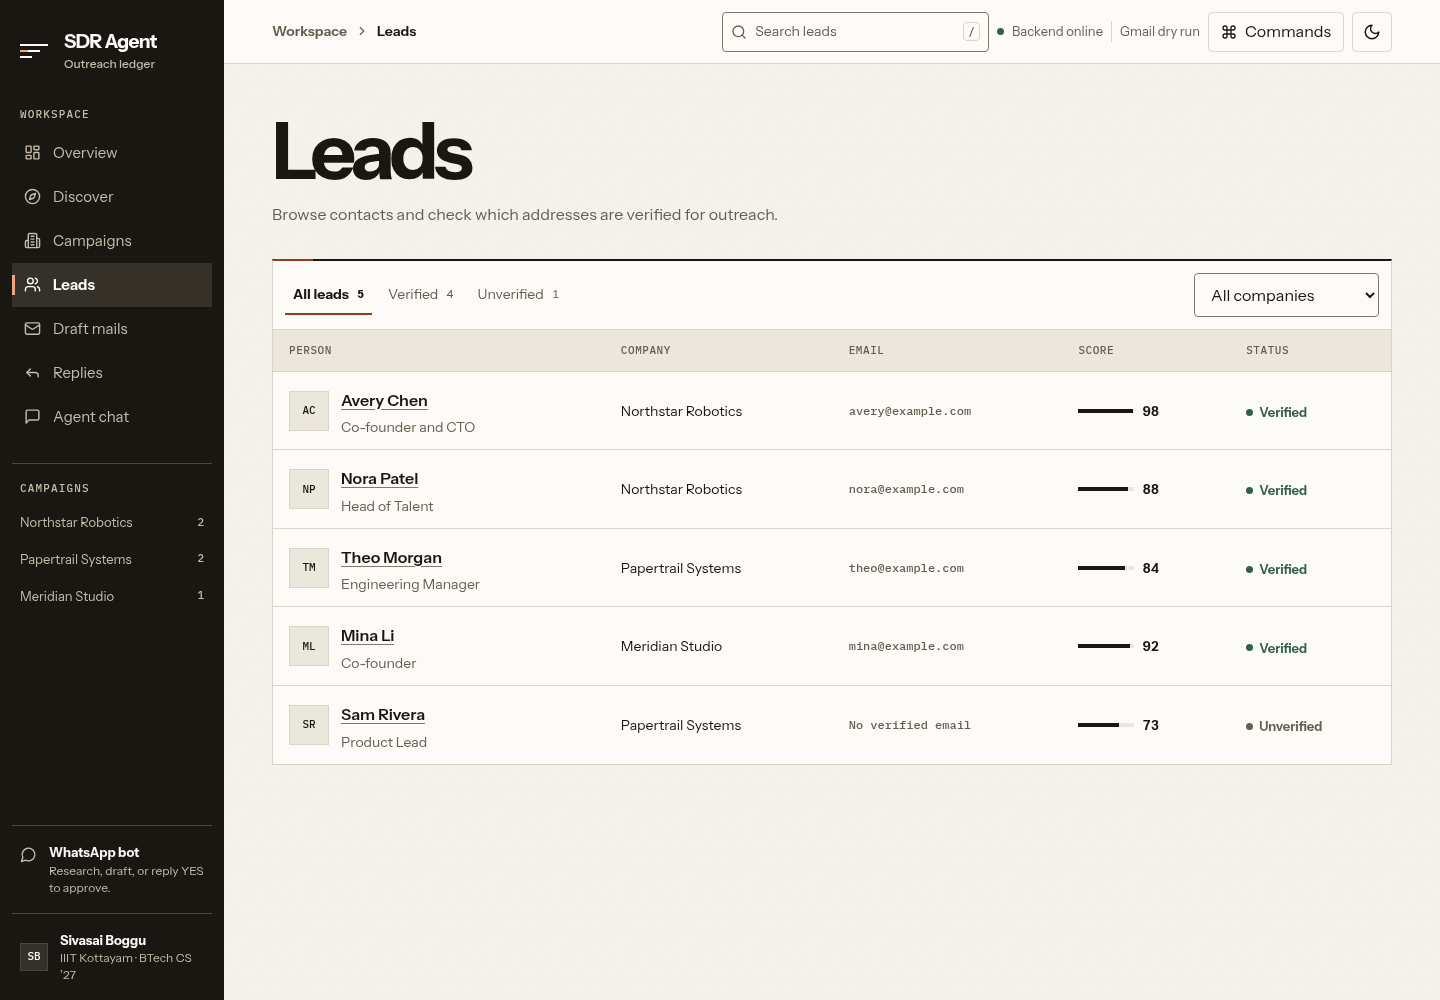 SDR Agent
Outreach ledger
WORKSPACE
Overview
Discover
Campaigns
Leads
Draft mails
Replies
Agent chat
CAMPAIGNS
Northstar Robotics 2
Papertrail Systems 2
Meridian Studio 1
WhatsApp bot
Research, draft, or reply YES
to approve.
SB
Sivasai Boggu
IIIT Kottayam · BTech CS
'27
Workspace > Leads
Search leads /
Backend online
Gmail dry run
Commands
Leads
Browse contacts and check which addresses are verified for outreach.
All leads 5 Verified 4 Unverified 1
All companies
PERSON COMPANY EMAIL SCORE STATUS
AC Avery Chen Northstar Robotics avery@example.com 98 Verified
Co-founder and CTO
NP Nora Patel Northstar Robotics nora@example.com 88 Verified
Head of Talent
TM Theo Morgan Papertrail Systems theo@example.com 84 Verified
Engineering Manager
ML Mina Li Meridian Studio mina@example.com 92 Verified
Co-founder
SR Sam Rivera Papertrail Systems No verified email 73 Unverified
Product Lead